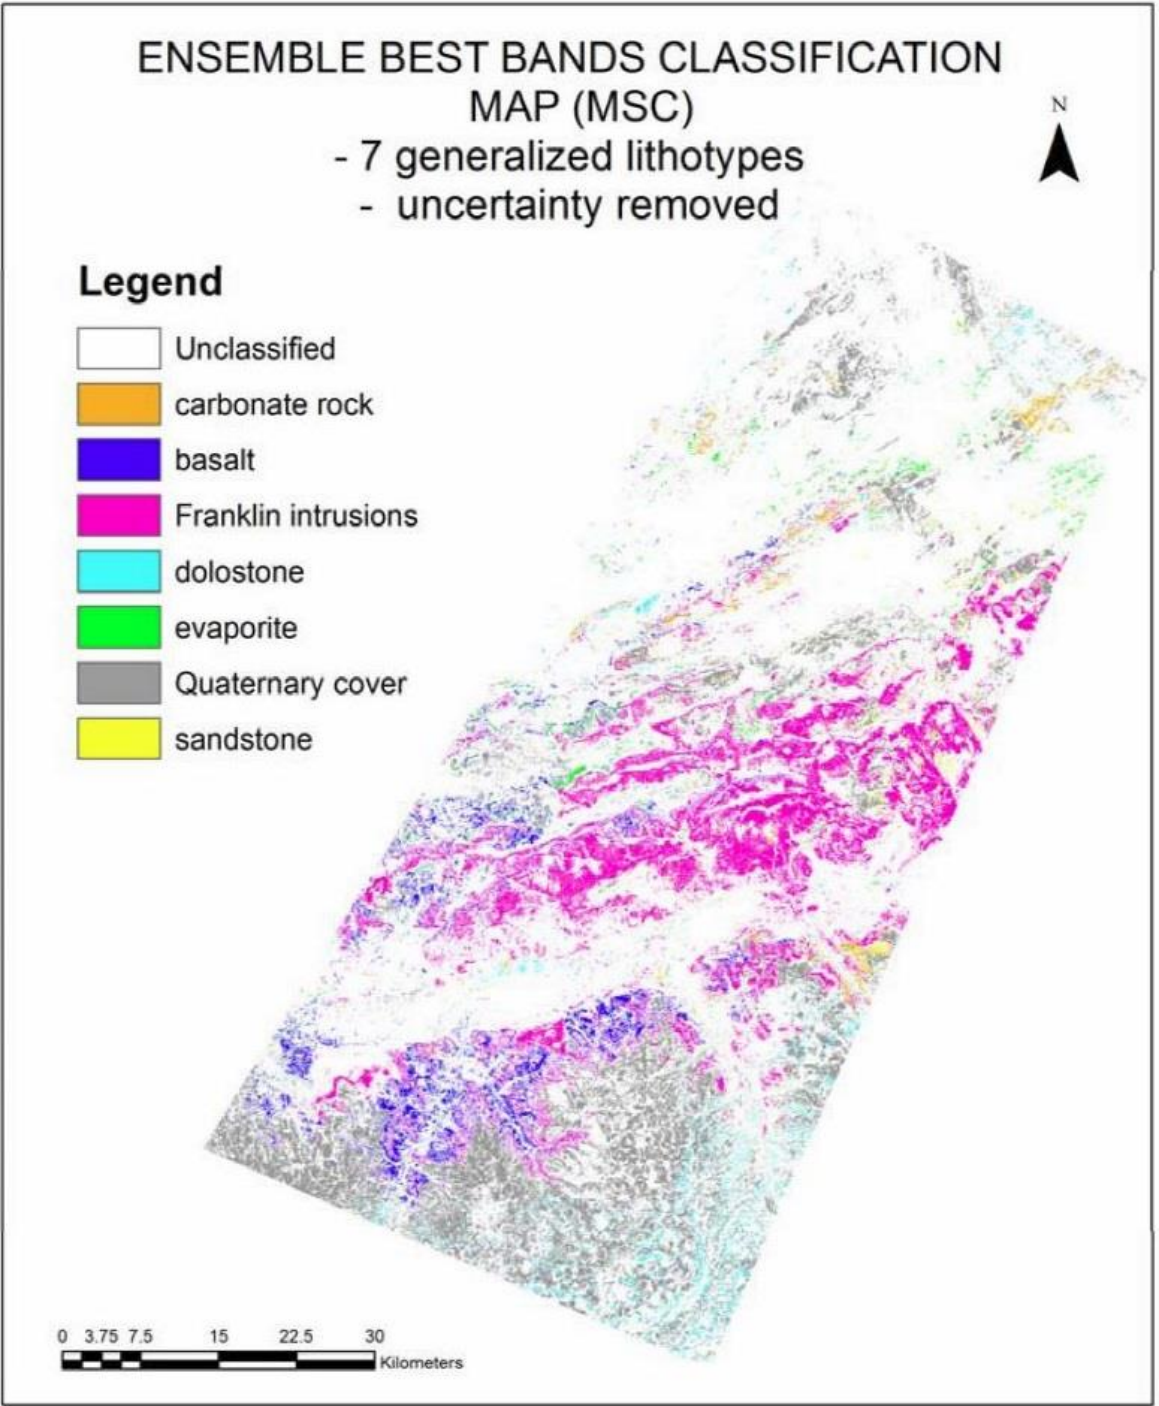 ENSEMBLE BEST BANDS CLASSIFICATION
MAP (MSC)
- 7 generalized lithotypes
- uncertainty removed
N
Legend
Unclassified
carbonate rock
basalt
Franklin intrusions
dolostone
evaporite
Quaternary cover
sandstone
0 3.75 7.5 15 22.5 30
Kilometers